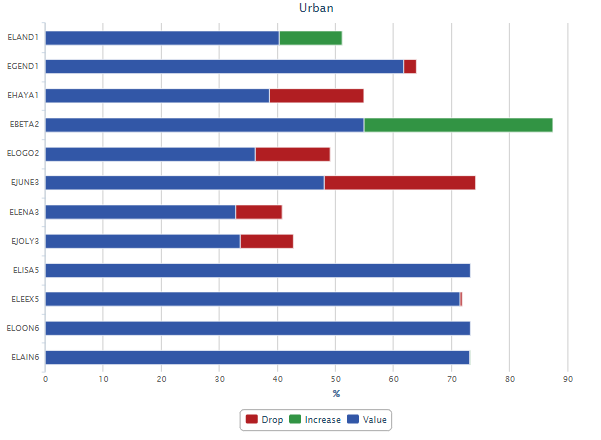 Urban
ELAND1
EGEND1
EHAYA1
EBETA2
ELOGO2
EJUNE3
ELENA3
EJOLY3
ELISA5
ELEEX5
ELOON6
ELAIN6
0 10 20 30 40 50 60 70 80 90
%
Drop Increase Value